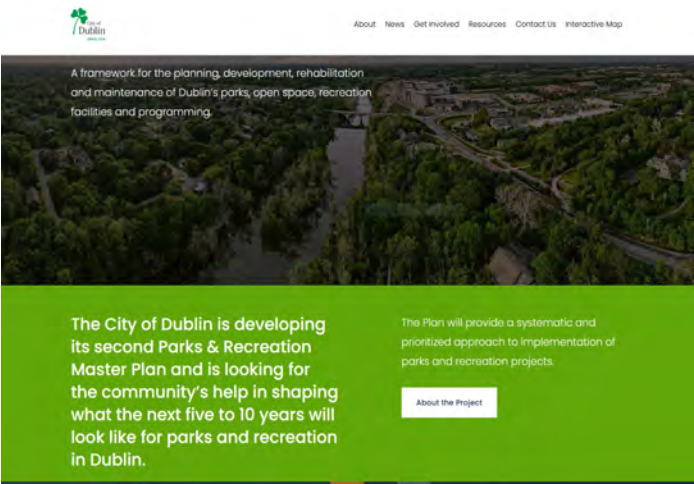 City of
Dublin
OHIO, USA
About News Get Involved Resources Contact Us Interactive Map
A framework for the planning, development, rehabilitation
and maintenance of Dublin's parks, open space, recreation
facilities and programming.
The City of Dublin is developing
its second Parks & Recreation
Master Plan and is looking for
the community's help in shaping
what the next five to 10 years will
look like for parks and recreation
in Dublin.
The Plan will provide a systematic and
prioritized approach to implementation of
parks and recreation projects.
About the Project